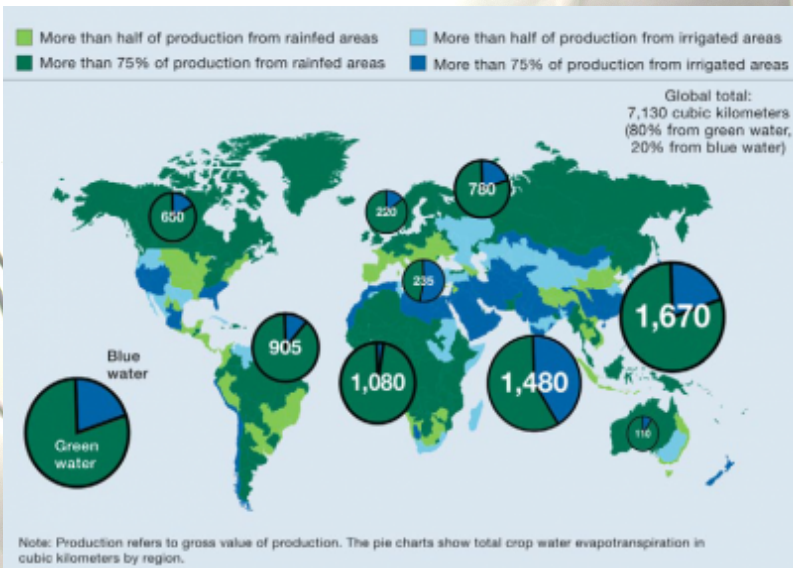 More than half of production from rainfed areas
More than half of production from irrigated areas
More than 75% of production from rainfed areas
More than 75% of production from irrigated areas
Global total:
7,130 cubic kilometers
(80% from green water,
20% from blue water)
650
220
780
235
1,670
905
1,080
1,480
110
Blue
water
Green
water
Note: Production refers to gross value of production. The pie charts show total crop water evapotranspiration in
cubic kilometers by region.